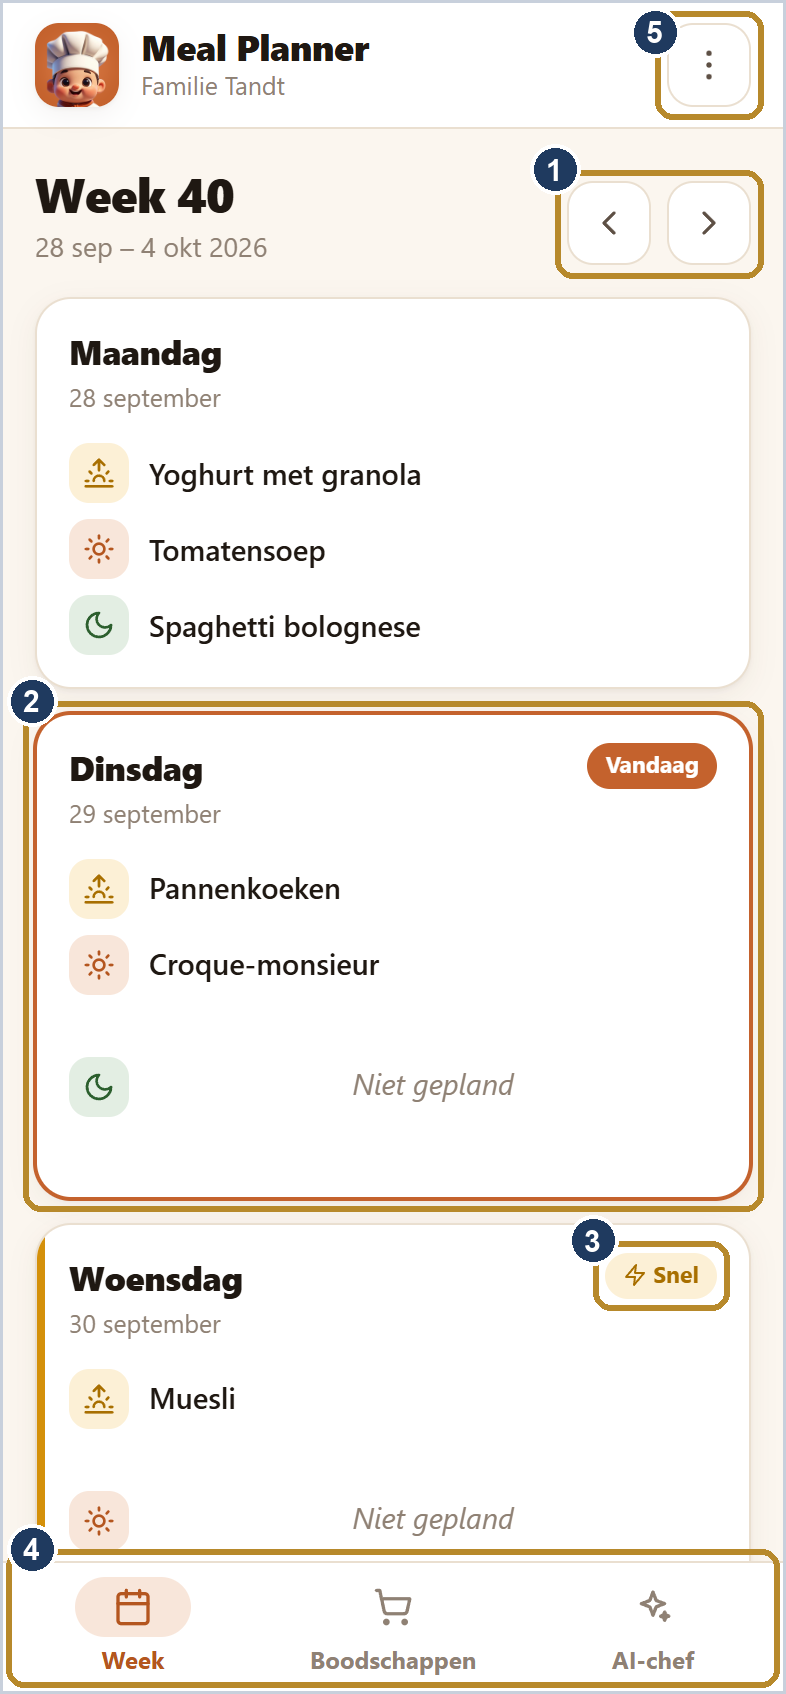 Meal Planner
Familie Tandt
5
Week 40
28 sep – 4 okt 2026
1
Maandag
28 september
Yoghurt met granola
Tomatensoep
Spaghetti bolognese
2
Dinsdag
Vandaag
29 september
Pannenkoeken
Croque-monsieur
Niet gepland
3
Woensdag
Snel
30 september
Muesli
Niet gepland
4
Week
Boodschappen
AI-chef